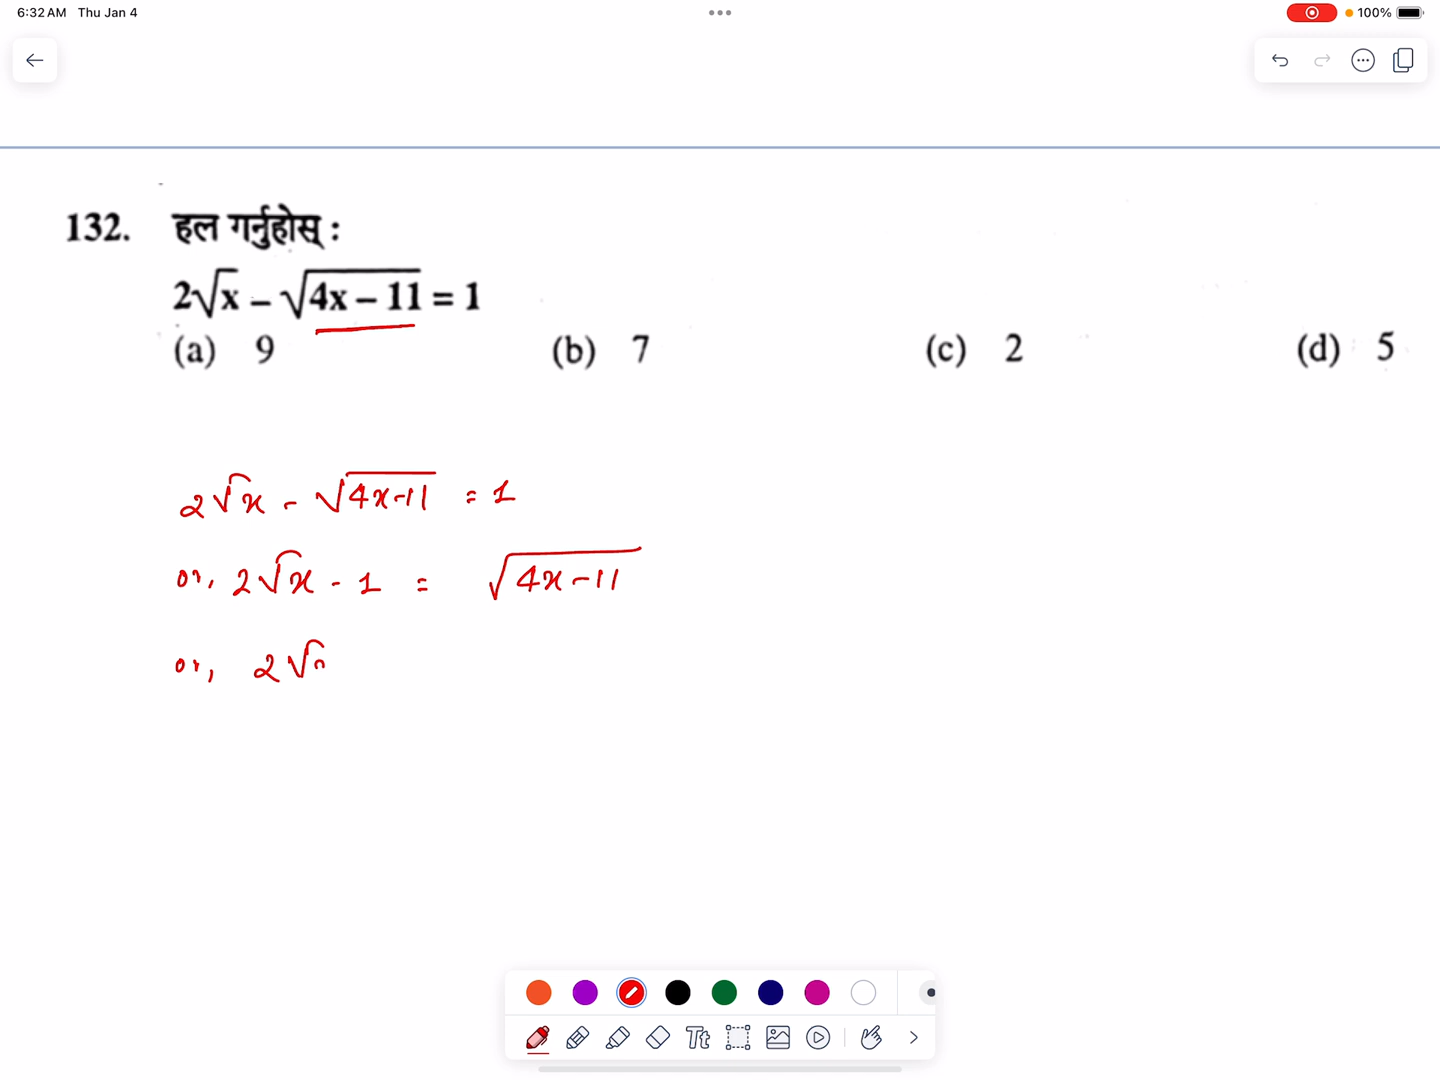 6:32 AM Thu Jan 4
100%
132. हल गर्नुहोस् :
2√x – √4x – 11 = 1
(a) 9 (b) 7 (c) 2 (d) 5
2√x - √4x-11 = 1
or, 2√x - 1 = √4x-11
or, 2√
Tt